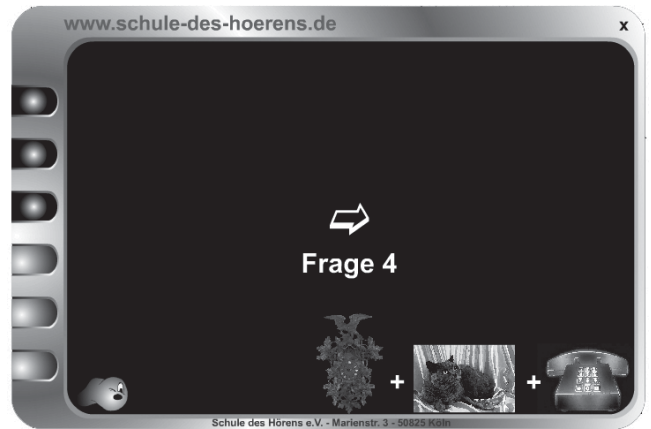 www.schule-des-hoerens.de
x
Frage 4
+ +
Schule des Hörens e.V. - Marienstr. 3 - 50825 Köln